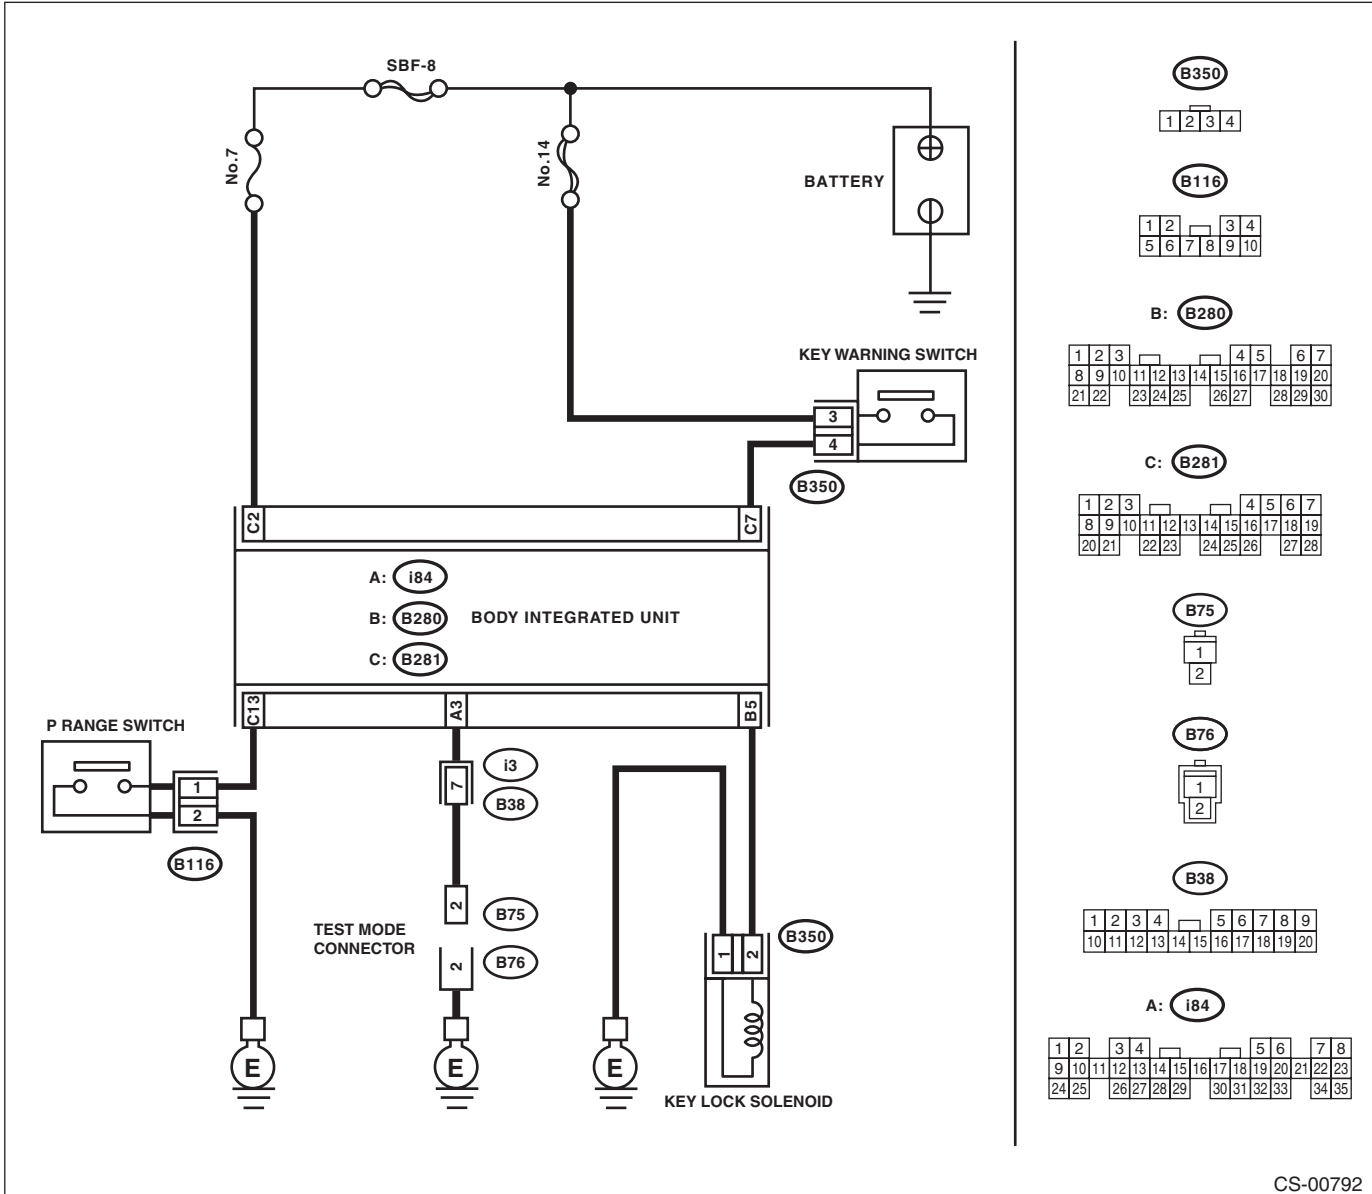 SBF-8
No.7
No.14
BATTERY
KEY WARNING SWITCH
3
4
B350
C2
C7
A: i84
B: B280 BODY INTEGRATED UNIT
C: B281
C13
A3
B5
P RANGE SWITCH
1
2
B116
7
i3
B38
TEST MODE
CONNECTOR
2
B75
2
B76
B350
1
2
E
E
E
KEY LOCK SOLENOID
B350
1 2 3 4
B116
1 2 3 4
5 6 7 8 9 10
B: B280
1 2 3 4 5 6 7
8 9 10 11 12 13 14 15 16 17 18 19 20
21 22 23 24 25 26 27 28 29 30
C: B281
1 2 3 4 5 6 7
8 9 10 11 12 13 14 15 16 17 18 19
20 21 22 23 24 25 26 27 28
B75
1
2
B76
1
2
B38
1 2 3 4 5 6 7 8 9
10 11 12 13 14 15 16 17 18 19 20
A: i84
1 2 3 4 5 6 7 8
9 10 11 12 13 14 15 16 17 18 19 20 21 22 23
24 25 26 27 28 29 30 31 32 33 34 35
CS-00792